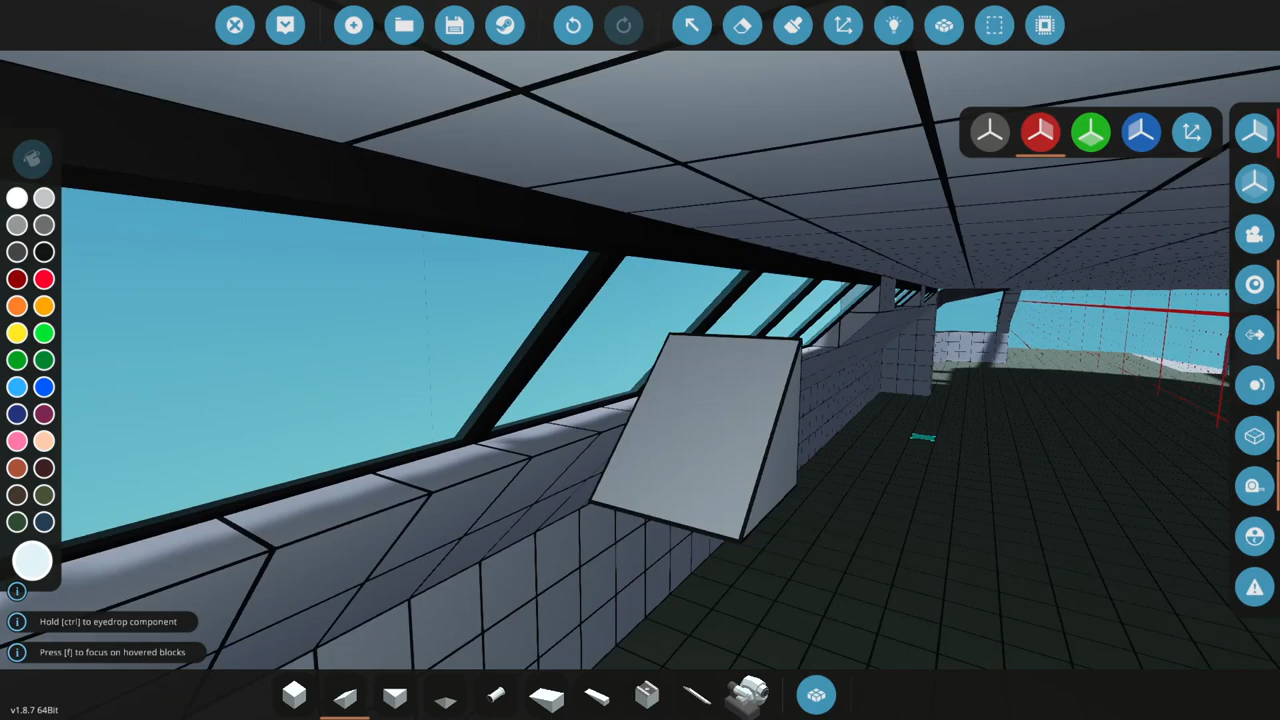 Hold [ctrl] to eyedrop component
Press [f] to focus on hovered blocks
v1.8.7 64Bit